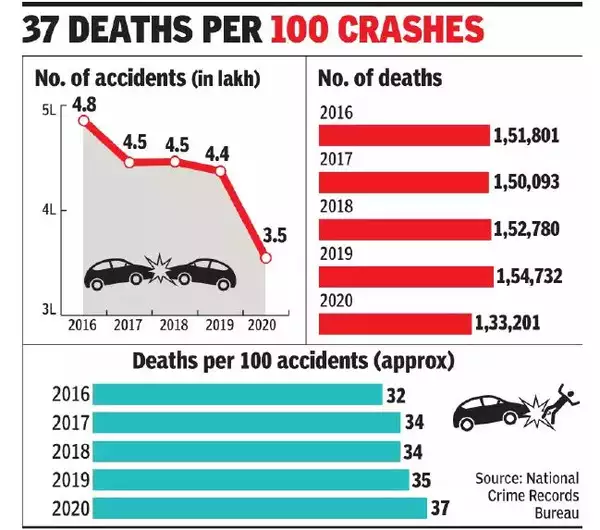 37 DEATHS PER 100 CRASHES
No. of accidents (in lakh)
5L
4.8
4.5
4.5
4.4
4L
3.5
3L
2016 2017 2018 2019 2020
No. of deaths
2016
1,51,801
2017
1,50,093
2018
1,52,780
2019
1,54,732
2020
1,33,201
Deaths per 100 accidents (approx)
2016 32
2017 34
2018 34
2019 35
2020 37
Source: National
Crime Records
Bureau